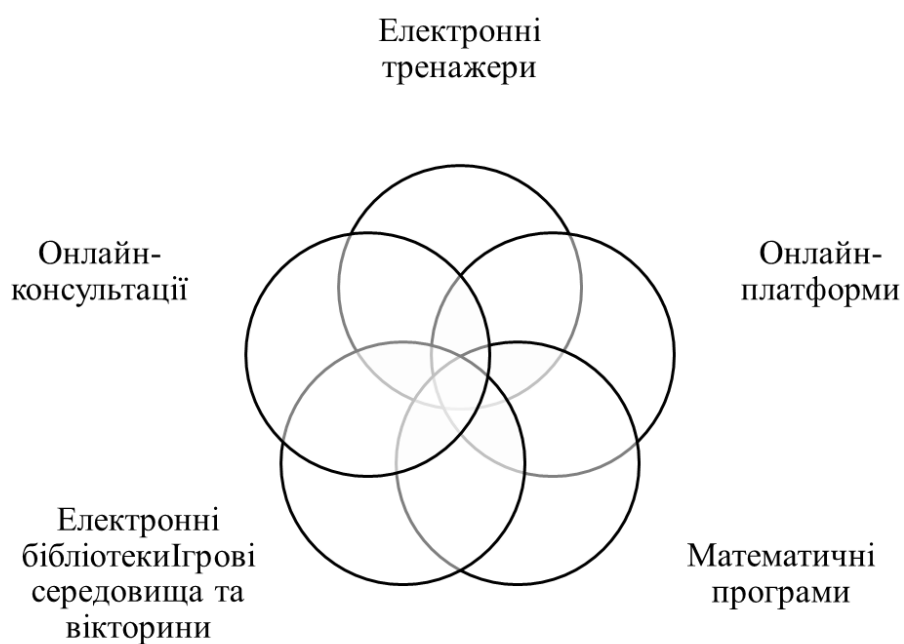 Електронні
тренажери
Онлайн-
консультації
Онлайн-
платформи
Електронні
бібліотекиІгрові
середовища та
вікторини
Математичні
програми